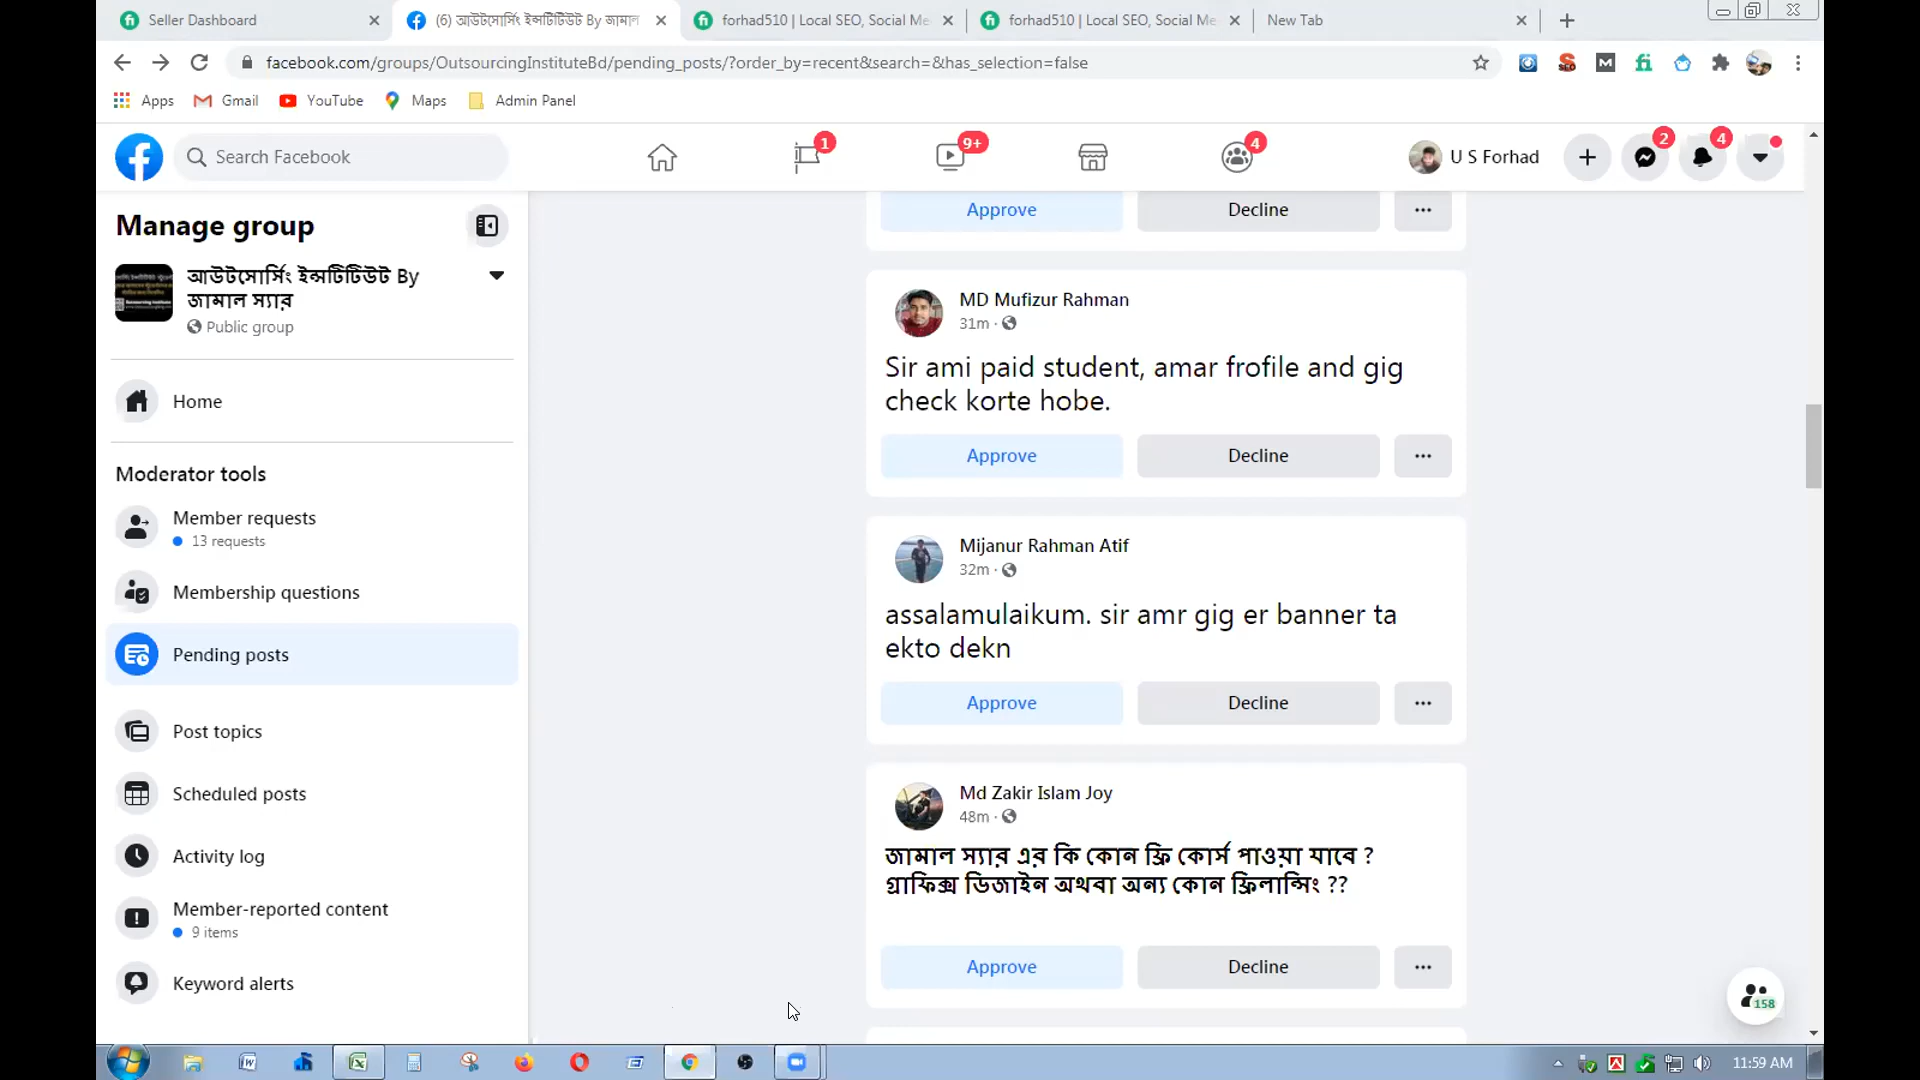 Seller Dashboard
(6) আউটসোর্সিং ইন্সটিটিউট By জামাল
forhad510 | Local SEO, Social Me
forhad510 | Local SEO, Social Me
New Tab
facebook.com/groups/OutsourcingInstituteBd/pending_posts/?order_by=recent&search=&has_selection=false
Apps
Gmail
YouTube
Maps
Admin Panel
Search Facebook
1
9+
4
U S Forhad
2
4
Manage group
আউটসোর্সিং ইন্সটিটিউট By
জামাল স্যার
Public group
Home
Moderator tools
Member requests
13 requests
Membership questions
Pending posts
Post topics
Scheduled posts
Activity log
Member-reported content
9 items
Keyword alerts
Approve
Decline
MD Mufizur Rahman
31m ·
Sir ami paid student, amar frofile and gig
check korte hobe.
Approve
Decline
Mijanur Rahman Atif
32m ·
assalamulaikum. sir amr gig er banner ta
ekto dekn
Approve
Decline
Md Zakir Islam Joy
48m ·
জামাল স্যার এর কি কোন ফ্রি কোর্স পাওয়া যাবে ?
গ্রাফিক্স ডিজাইন অথবা অন্য কোন ফ্রিলান্সিং ??
Approve
Decline
158
11:59 AM